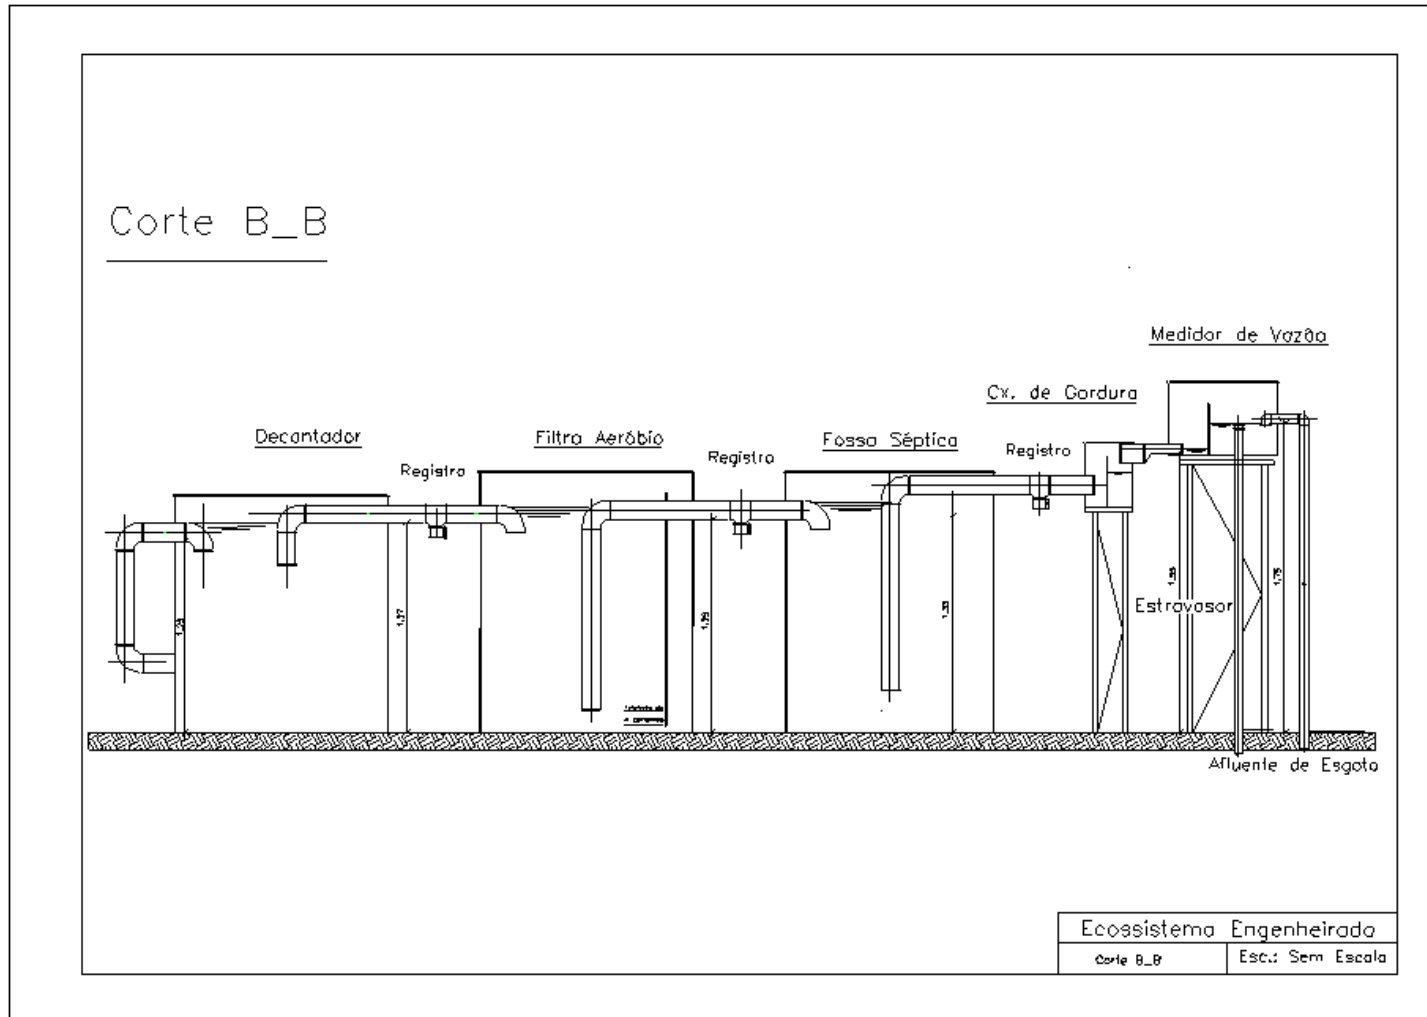 Corte B_B
Medidor de Vazão
Cx. de Gordura
Decantador
Filtro Aeróbio
Fossa Séptica
Registro
Registro
Registro
1,37
1,39
1,75
Estravasor
Afluente de Esgoto
Ecossistema Engenheirado
Corte B_B
Esc.: Sem Escala